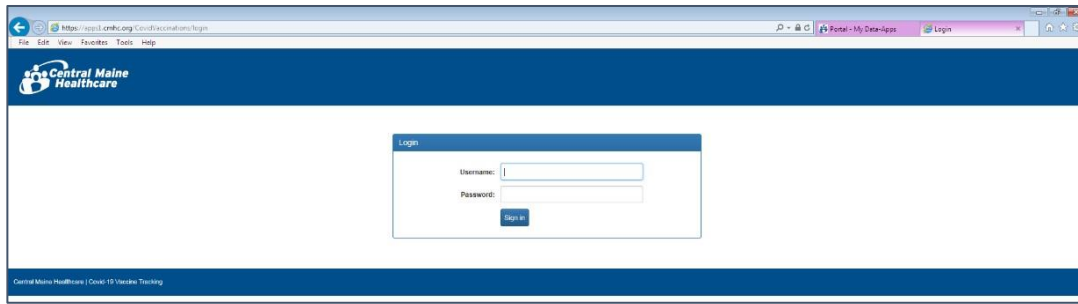 https://apps1.cmhc.org/CovidVaccinations/login
Portal - My Data-Apps
Login
File Edit View Favorites Tools Help
Central Maine
Healthcare
Login
Username:
Password:
Sign in
Central Maine Healthcare | Covid-19 Vaccine Tracking